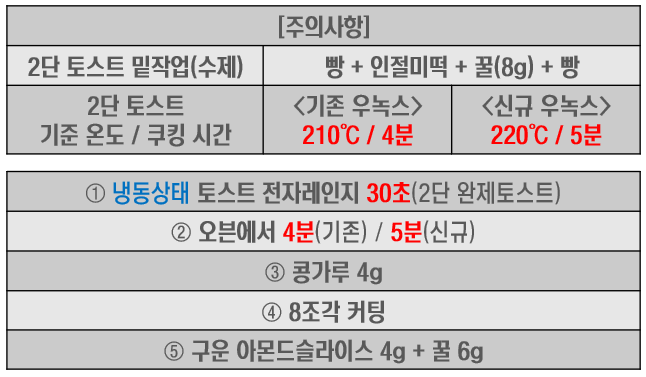 [주의사항]
2단 토스트 밑작업(수제)
빵 + 인절미떡 + 꿀(8g) + 빵
2단 토스트
기준 온도 / 쿠킹 시간
<기존 우녹스>
210℃ / 4분
<신규 우녹스>
220℃ / 5분
① 냉동상태 토스트 전자레인지 30초(2단 완제토스트)
② 오븐에서 4분(기존) / 5분(신규)
③ 콩가루 4g
④ 8조각 커팅
⑤ 구운 아몬드슬라이스 4g + 꿀 6g